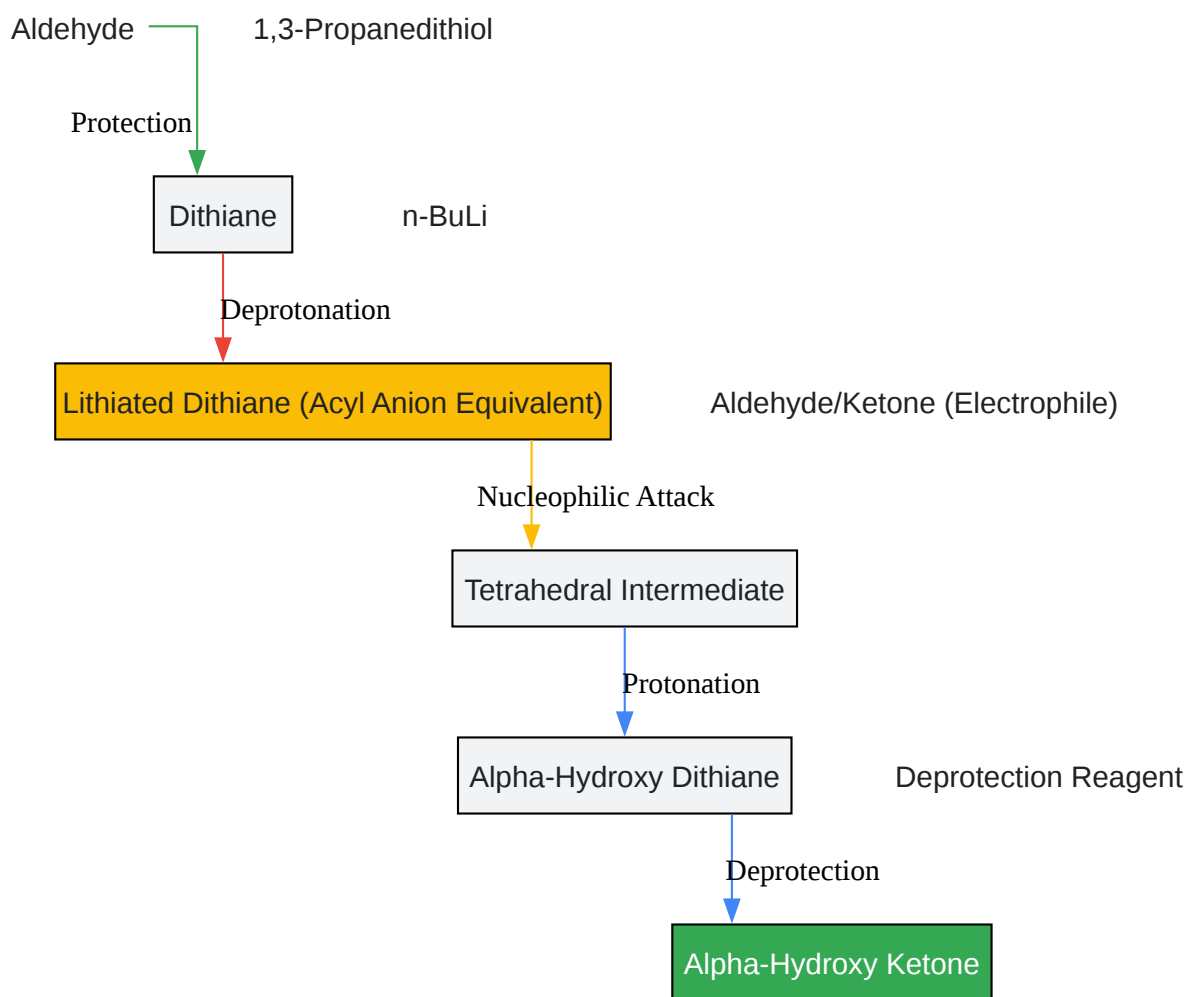 Aldehyde 1,3-Propanedithiol
Protection
Dithiane n-BuLi
Deprotonation
Lithiated Dithiane (Acyl Anion Equivalent) Aldehyde/Ketone (Electrophile)
Nucleophilic Attack
Tetrahedral Intermediate
Protonation
Alpha-Hydroxy Dithiane Deprotection Reagent
Deprotection
Alpha-Hydroxy Ketone